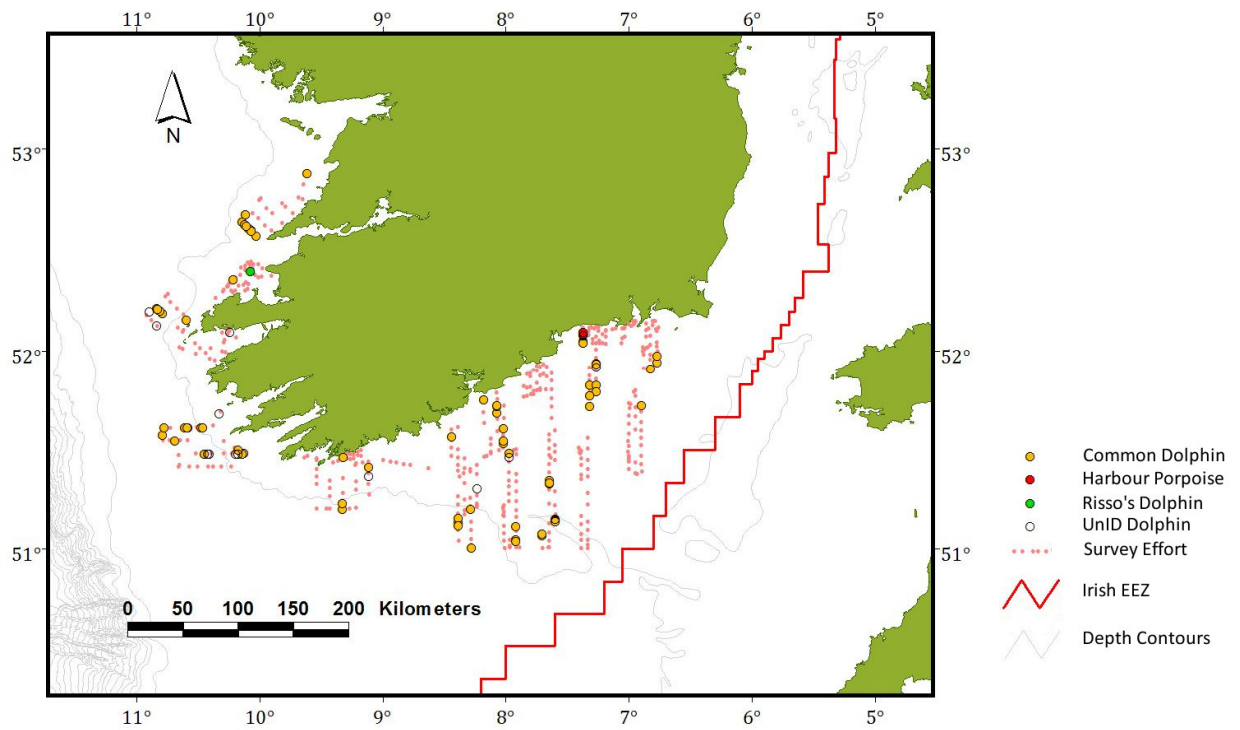 11° 10° 9° 8° 7° 6° 5°
N
53° 53°
52° 52°
51° 51°
Common Dolphin
Harbour Porpoise
Risso's Dolphin
UnID Dolphin
Survey Effort
Irish EEZ
Depth Contours
0 50 100 150 200 Kilometers
11° 10° 9° 8° 7° 6° 5°